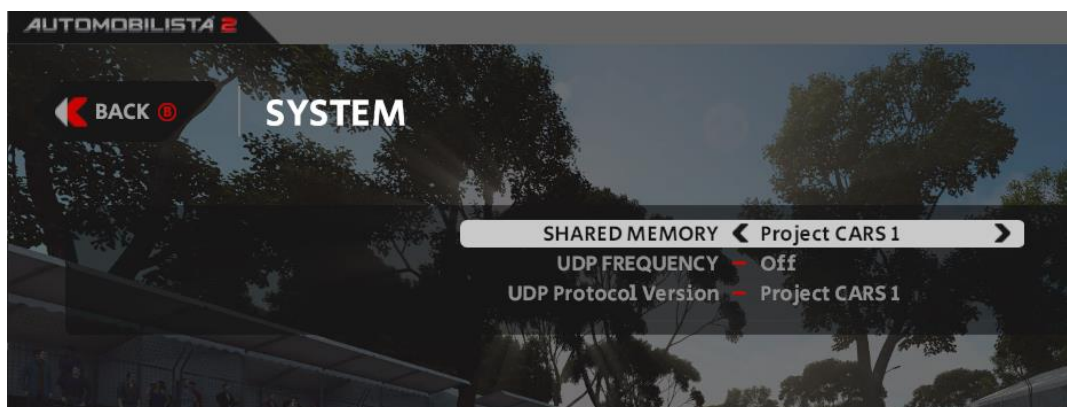 AUTOMOBILISTA 2
BACK B
SYSTEM
SHARED MEMORY Project CARS 1
UDP FREQUENCY - Off
UDP Protocol Version - Project CARS 1